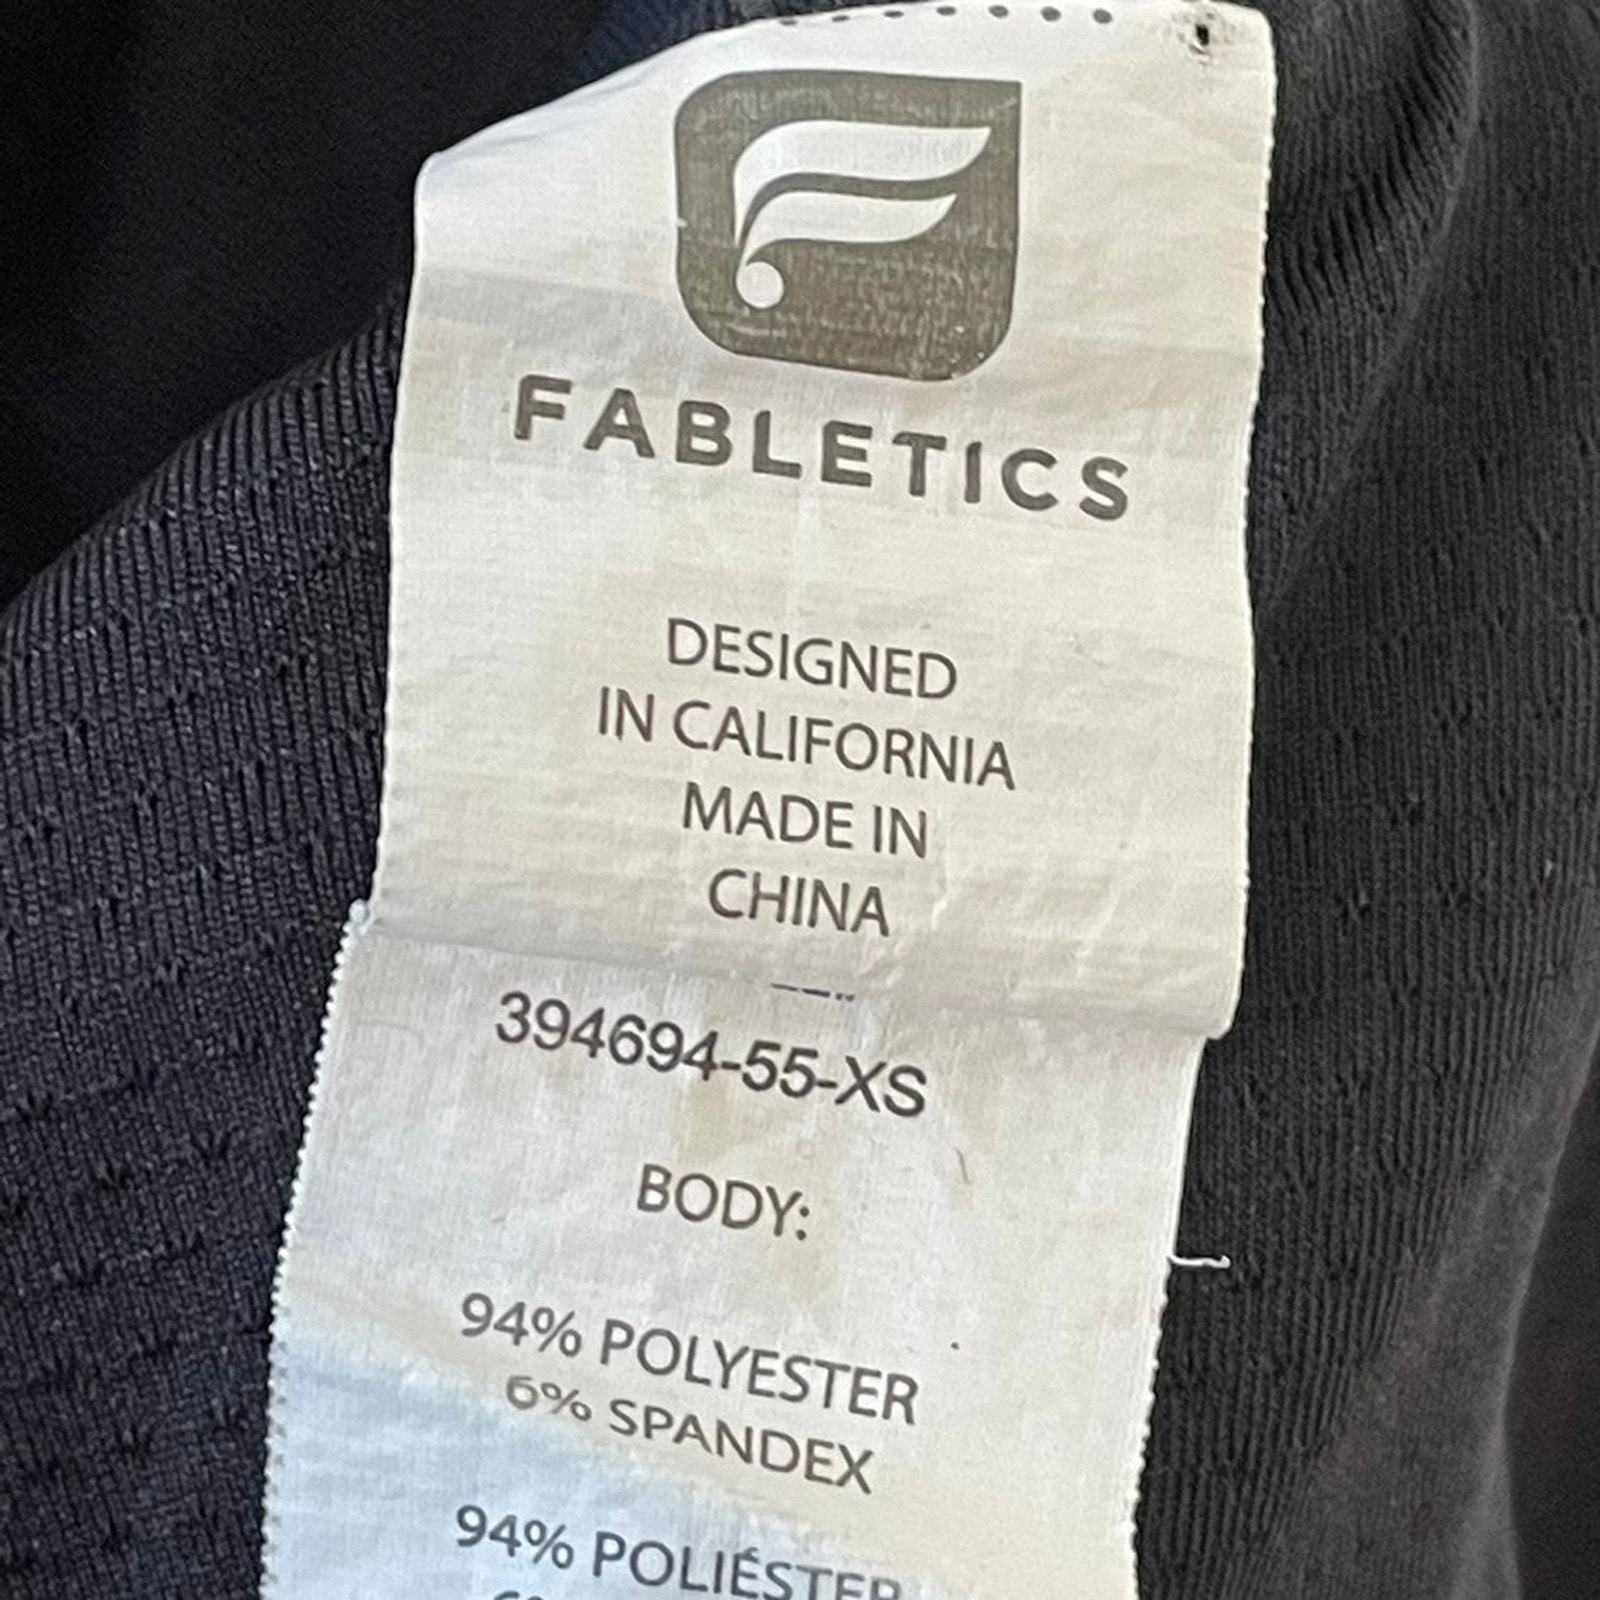 FABLETICS
DESIGNED
IN CALIFORNIA
MADE IN
CHINA
394694-55-XS
BODY:
94% POLYESTER
6% SPANDEX
94% POLIÉSTER